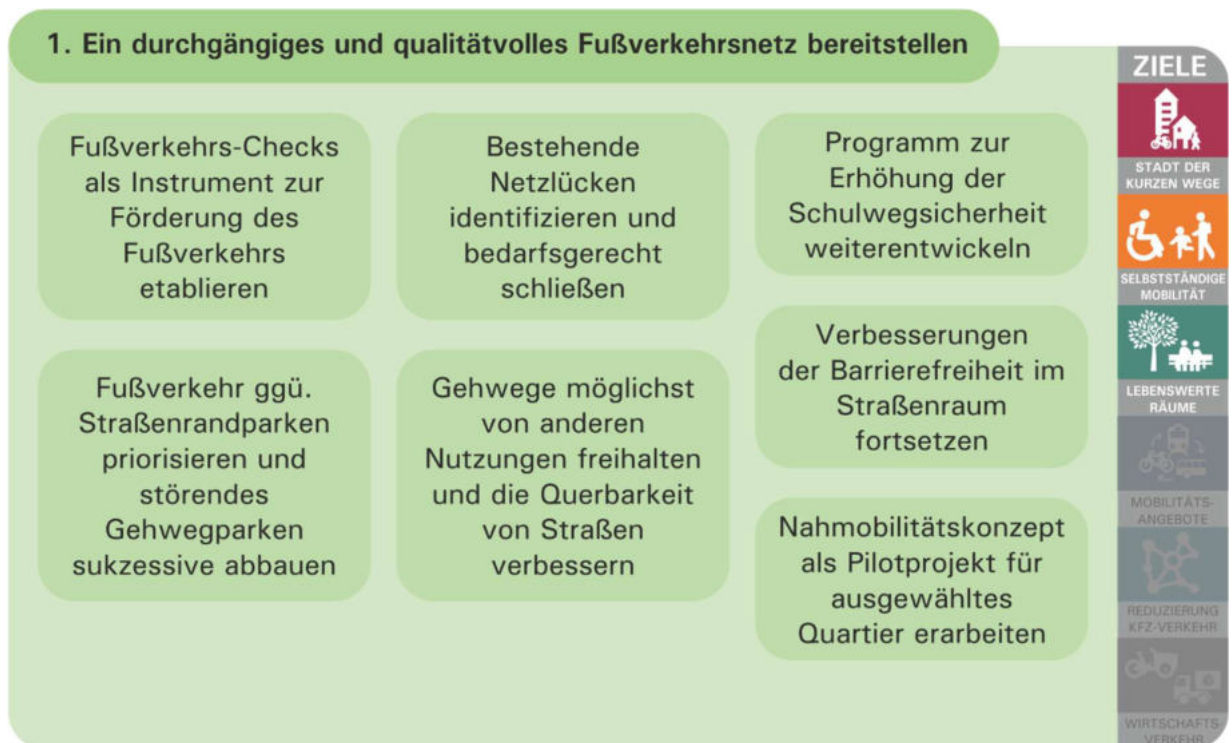 1. Ein durchgängiges und qualitätvolles Fußverkehrsnetz bereitstellen
Fußverkehrs-Checks
als Instrument zur
Förderung des
Fußverkehrs
etablieren
Bestehende
Netzlücken
identifizieren und
bedarfsgerecht
schließen
Programm zur
Erhöhung der
Schulwegsicherheit
weiterentwickeln
Fußverkehr ggü.
Straßenrandparken
priorisieren und
störendes
Gehwegparken
sukzessive abbauen
Gehwege möglichst
von anderen
Nutzungen freihalten
und die Querbarkeit
von Straßen
verbessern
Verbesserungen
der Barrierefreiheit im
Straßenraum
fortsetzen
Nahmobilitätskonzept
als Pilotprojekt für
ausgewähltes
Quartier erarbeiten
ZIELE
STADT DER
KURZEN WEGE
SELBSTSTÄNDIGE
MOBILITÄT
LEBENSWERTE
RÄUME
MOBILITÄTS-
ANGEBOTE
REDUZIERUNG
KFZ-VERKEHR
WIRTSCHAFTS-
VERKEHR